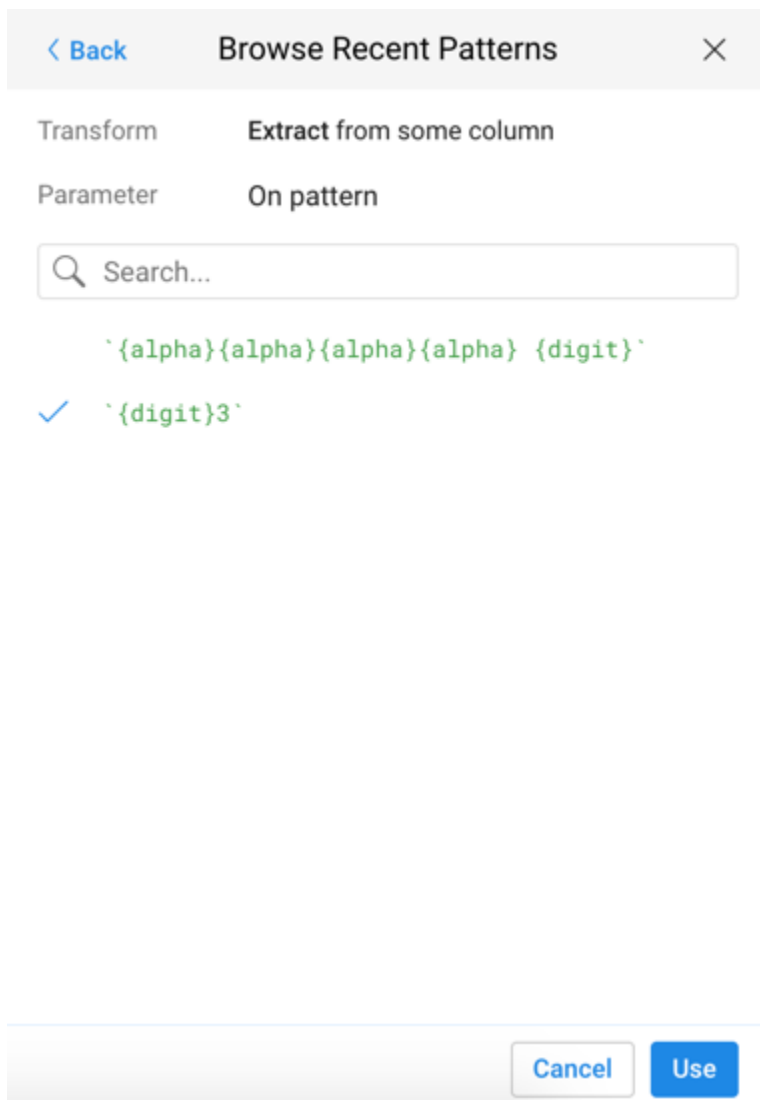 Back Browse Recent Patterns
Transform Extract from some column
Parameter On pattern
Search...
`{alpha}{alpha}{alpha}{alpha} {digit}`
`{digit}3`
Cancel Use